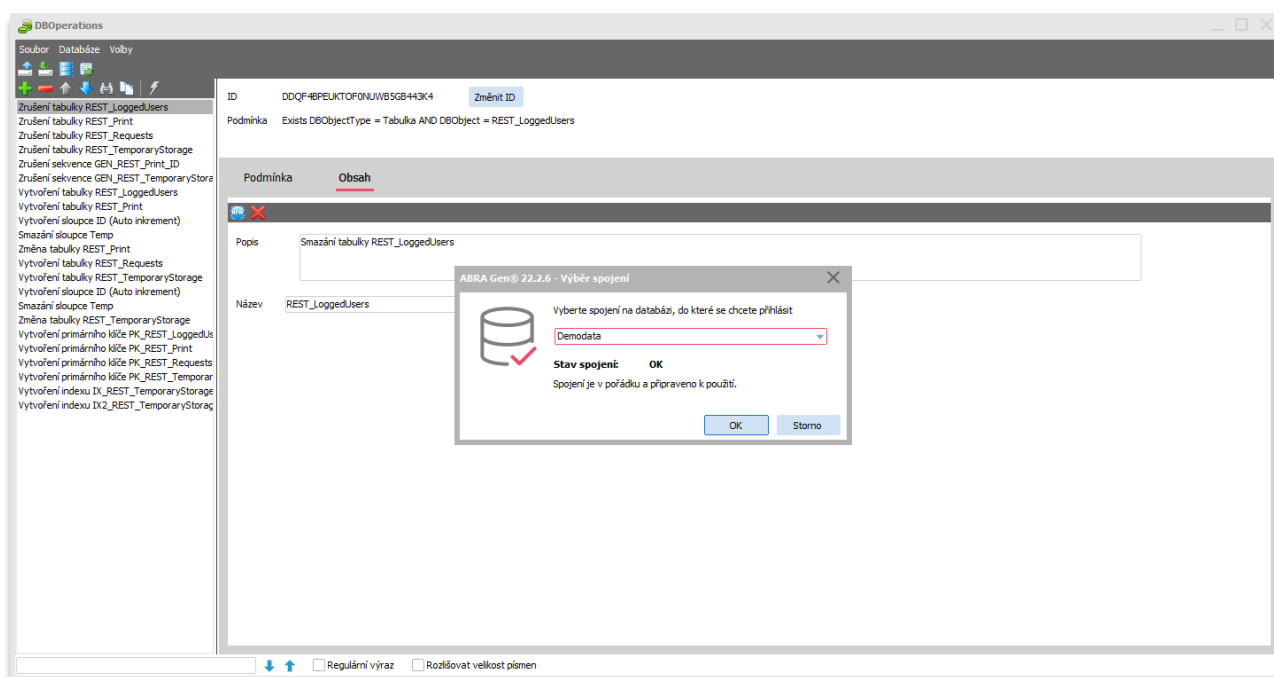 DBOperations
Soubor Databáze Volby
Zrušení tabulky REST_LoggedUsers
Zrušení tabulky REST_Print
Zrušení tabulky REST_Requests
Zrušení tabulky REST_TemporaryStorage
Zrušení sekvence GEN_REST_Print_ID
Zrušení sekvence GEN_REST_TemporaryStora
Vytvoření tabulky REST_LoggedUsers
Vytvoření tabulky REST_Print
Vytvoření sloupce ID (Auto inkrement)
Smazání sloupce Temp
Změna tabulky REST_Print
Vytvoření tabulky REST_Requests
Vytvoření tabulky REST_TemporaryStorage
Vytvoření sloupce ID (Auto inkrement)
Smazání sloupce Temp
Změna tabulky REST_TemporaryStorage
Vytvoření primárního klíče PK_REST_LoggedUs
Vytvoření primárního klíče PK_REST_Print
Vytvoření primárního klíče PK_REST_Requests
Vytvoření primárního klíče PK_REST_Temporar
Vytvoření indexu IX_REST_TemporaryStorage
Vytvoření indexu IX2_REST_TemporaryStorag
ID DDQF4BPEUKTOF0NUWB5GB443K4 Změnit ID
Podmínka Exists DBObjectType = Tabulka AND DBObject = REST_LoggedUsers
Podmínka Obsah
Popis Smazání tabulky REST_LoggedUsers
Název REST_LoggedUsers
ABRA Gen® 22.2.6 - Výběr spojení
Vyberte spojení na databázi, do které se chcete přihlásit
Demodata
Stav spojení: OK
Spojení je v pořádku a připraveno k použití.
OK Storno
Regulární výraz Rozlišovat velikost písmen